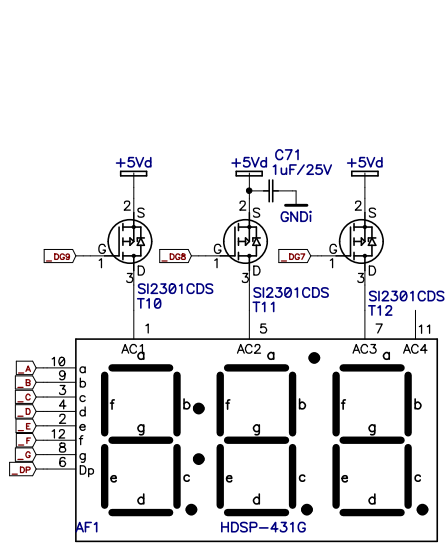 +5Vd +5Vd C71 +5Vd
1uF/25V
2 S 2 S GNDi 2 S
_DG9 G 1 _DG8 G 1 _DG7 G 1
3 D 3 D 3 D
SI2301CDS SI2301CDS SI2301CDS
T10 T11 T12
1 5 7 11
AC1 AC2 AC3 AC4
_A 10 a a a a
_B 9 b
_C 3 c f b f b f b
_D 4 d
_E 2 e g g g
_F 12 f
_G 8 g
_DP 6 Dp e c e c e c
d d d
AF1 HDSP-431G